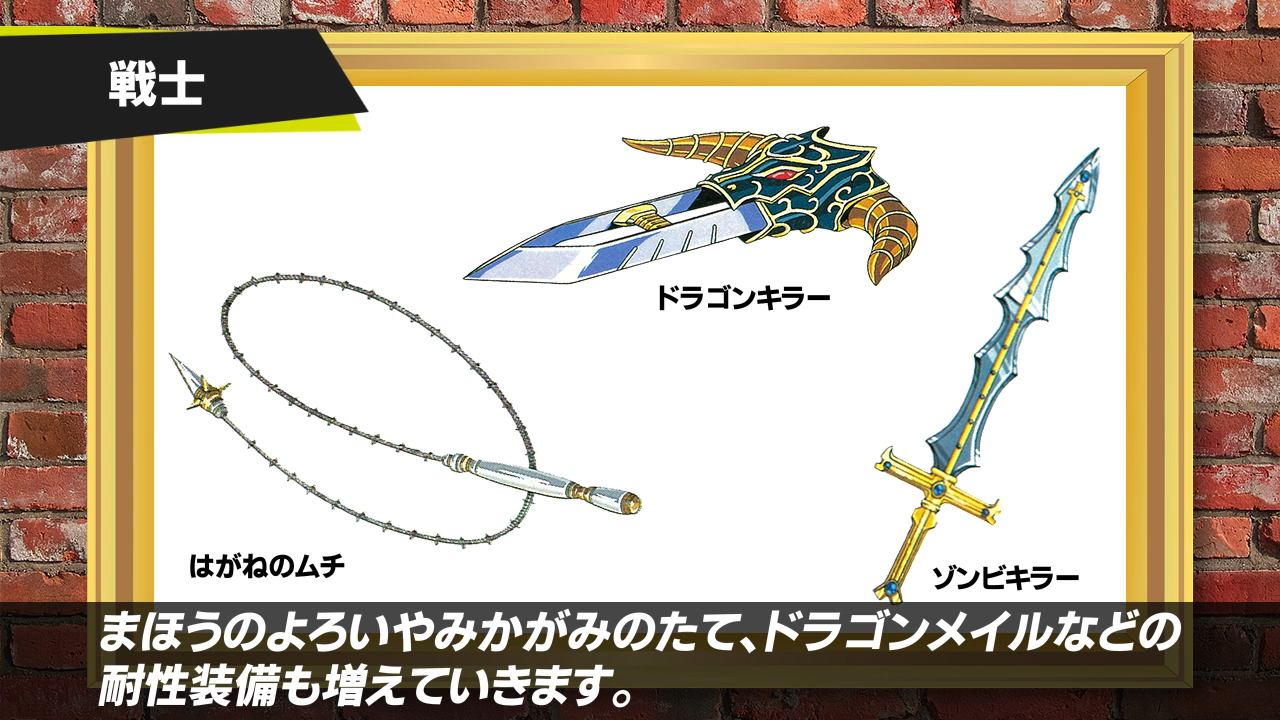 戦士
ドラゴンキラー
はがねのムチ
ゾンビキラー
まほうのよろいやみかがみのたて、ドラゴンメイルなどの
耐性装備も増えていきます。